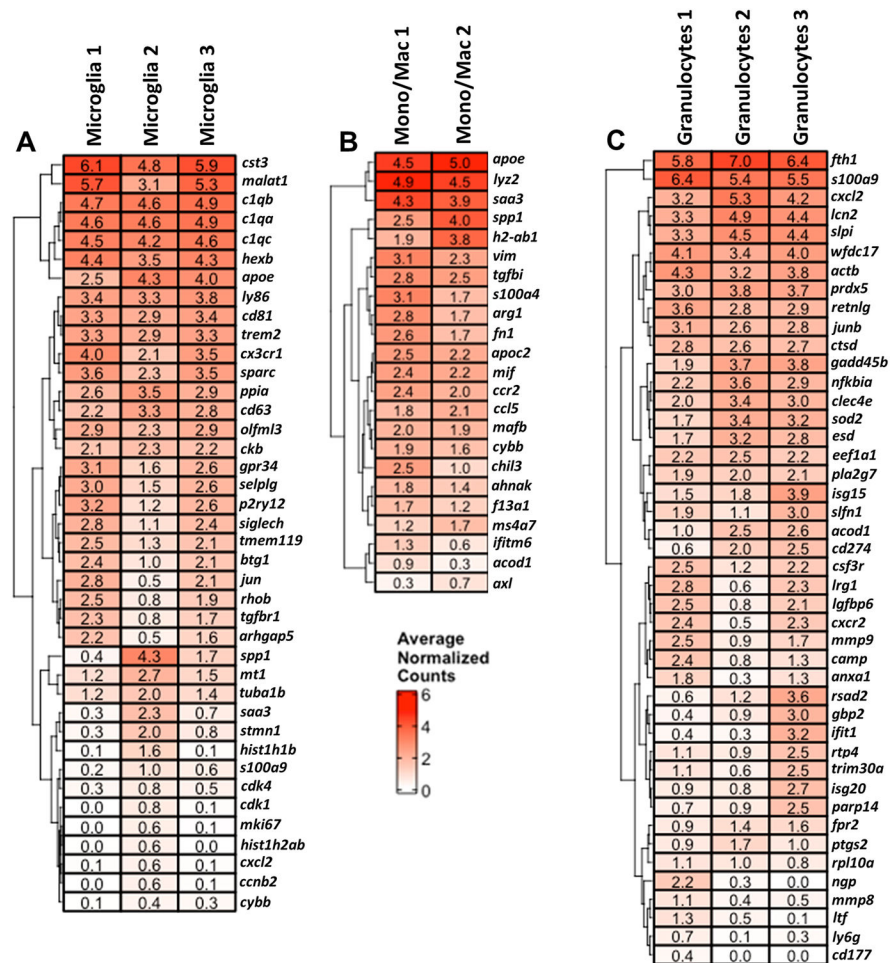 A
Microglia 1
Microglia 2
Microglia 3
6.1 4.8 5.9 cst3
5.7 3.1 5.3 malat1
4.7 4.6 4.9 c1qb
4.6 4.6 4.9 c1qa
4.5 4.2 4.6 c1qc
4.4 3.5 4.3 hexb
2.5 4.3 4.0 apoe
3.4 3.3 3.8 ly86
3.3 2.9 3.4 cd81
3.3 2.9 3.3 trem2
4.0 2.1 3.5 cx3cr1
3.6 2.3 3.5 sparc
2.6 3.5 2.9 ppia
2.2 3.3 2.8 cd63
2.9 2.3 2.9 olfml3
2.1 2.3 2.2 ckb
3.1 1.6 2.6 gpr34
3.0 1.5 2.6 selplg
3.2 1.2 2.6 p2ry12
2.8 1.1 2.4 siglech
2.5 1.3 2.1 tmem119
2.4 1.0 2.1 btg1
2.8 0.5 2.1 jun
2.5 0.8 1.9 rhob
2.3 0.8 1.7 tgfbr1
2.2 0.5 1.6 arhgap5
0.4 4.3 1.7 spp1
1.2 2.7 1.5 mt1
1.2 2.0 1.4 tuba1b
0.3 2.3 0.7 saa3
0.3 2.0 0.8 stmn1
0.1 1.6 0.1 hist1h1b
0.2 1.0 0.6 s100a9
0.3 0.8 0.5 cdk4
0.0 0.8 0.1 cdk1
0.0 0.6 0.1 mki67
0.0 0.6 0.0 hist1h2ab
0.1 0.6 0.1 cxcl2
0.0 0.6 0.1 ccnb2
0.1 0.4 0.3 cybb
B
Mono/Mac 1
Mono/Mac 2
4.5 5.0 apoe
4.9 4.5 lyz2
4.3 3.9 saa3
2.5 4.0 spp1
1.9 3.8 h2-ab1
3.1 2.3 vim
2.8 2.5 tgfbi
3.1 1.7 s100a4
2.8 1.7 arg1
2.6 1.7 fn1
2.5 2.2 apoc2
2.4 2.2 mif
2.4 2.0 ccr2
1.8 2.1 ccl5
2.0 1.9 mafb
1.9 1.6 cybb
2.5 1.0 chil3
1.8 1.4 ahnak
1.7 1.2 f13a1
1.2 1.7 ms4a7
1.3 0.6 ifitm6
0.9 0.3 acod1
0.3 0.7 axl
Average
Normalized
Counts
6
4
2
0
C
Granulocytes 1
Granulocytes 2
Granulocytes 3
5.8 7.0 6.4 fth1
6.4 5.4 5.5 s100a9
3.2 5.3 4.2 cxcl2
3.3 4.9 4.4 lcn2
3.3 4.5 4.4 slpi
4.1 3.4 4.0 wfdc17
4.3 3.2 3.8 actb
3.0 3.8 3.7 prdx5
3.6 2.8 2.9 retnlg
3.1 2.6 2.8 junb
2.8 2.6 2.7 ctsd
1.9 3.7 3.8 gadd45b
2.2 3.6 2.9 nfkbia
2.0 3.4 3.0 clec4e
1.7 3.4 3.2 sod2
1.7 3.2 2.8 esd
2.2 2.5 2.2 eef1a1
1.9 2.0 2.1 pla2g7
1.5 1.8 3.9 isg15
1.9 1.1 3.0 slfn1
1.0 2.5 2.6 acod1
0.6 2.0 2.5 cd274
2.5 1.2 2.2 csf3r
2.8 0.6 2.3 lrg1
2.5 0.8 2.1 lgfbp6
2.4 0.5 2.3 cxcr2
2.5 0.9 1.7 mmp9
2.4 0.8 1.3 camp
1.8 0.3 1.3 anxa1
0.6 1.2 3.6 rsad2
0.4 0.9 3.0 gbp2
0.4 0.3 3.2 ifit1
1.1 0.9 2.5 rtp4
1.1 0.6 2.5 trim30a
0.9 0.8 2.7 isg20
0.7 0.9 2.5 parp14
0.9 1.4 1.6 fpr2
0.9 1.7 1.0 ptgs2
1.1 1.0 0.8 rpl10a
2.2 0.3 0.0 ngp
1.1 0.4 0.5 mmp8
1.3 0.5 0.1 ltf
0.7 0.1 0.3 ly6g
0.4 0.0 0.0 cd177